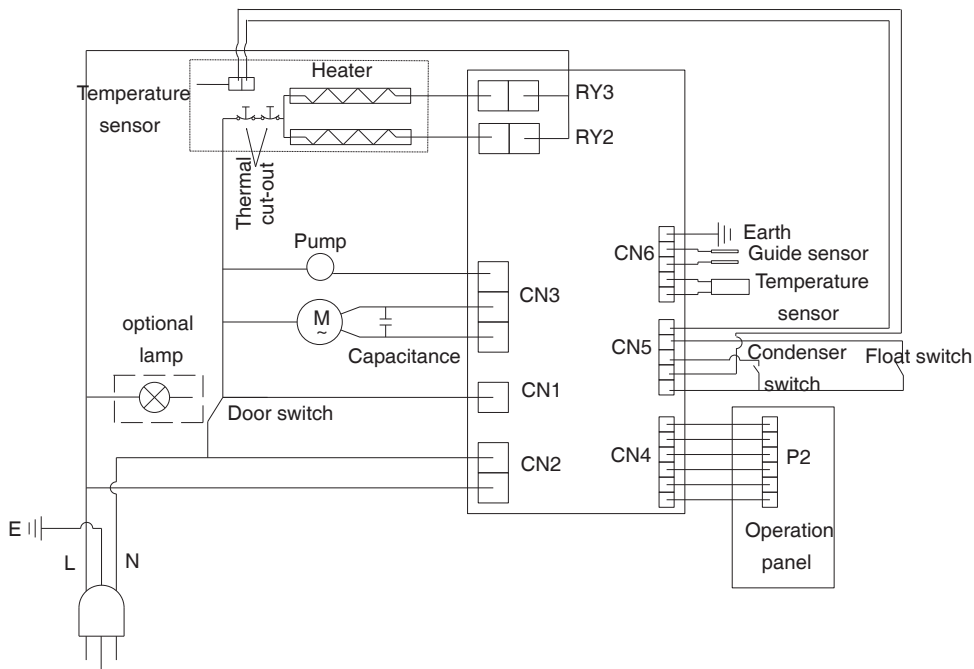 Heater
RY3
Temperature
sensor
RY2
Thermal
cut-out
Pump
Earth
CN6
Guide sensor
Temperature
sensor
CN3
M
~
optional
lamp
Capacitance
CN5
Condenser
switch
Float switch
CN1
Door switch
CN2
CN4
P2
E
Operation
panel
L
N